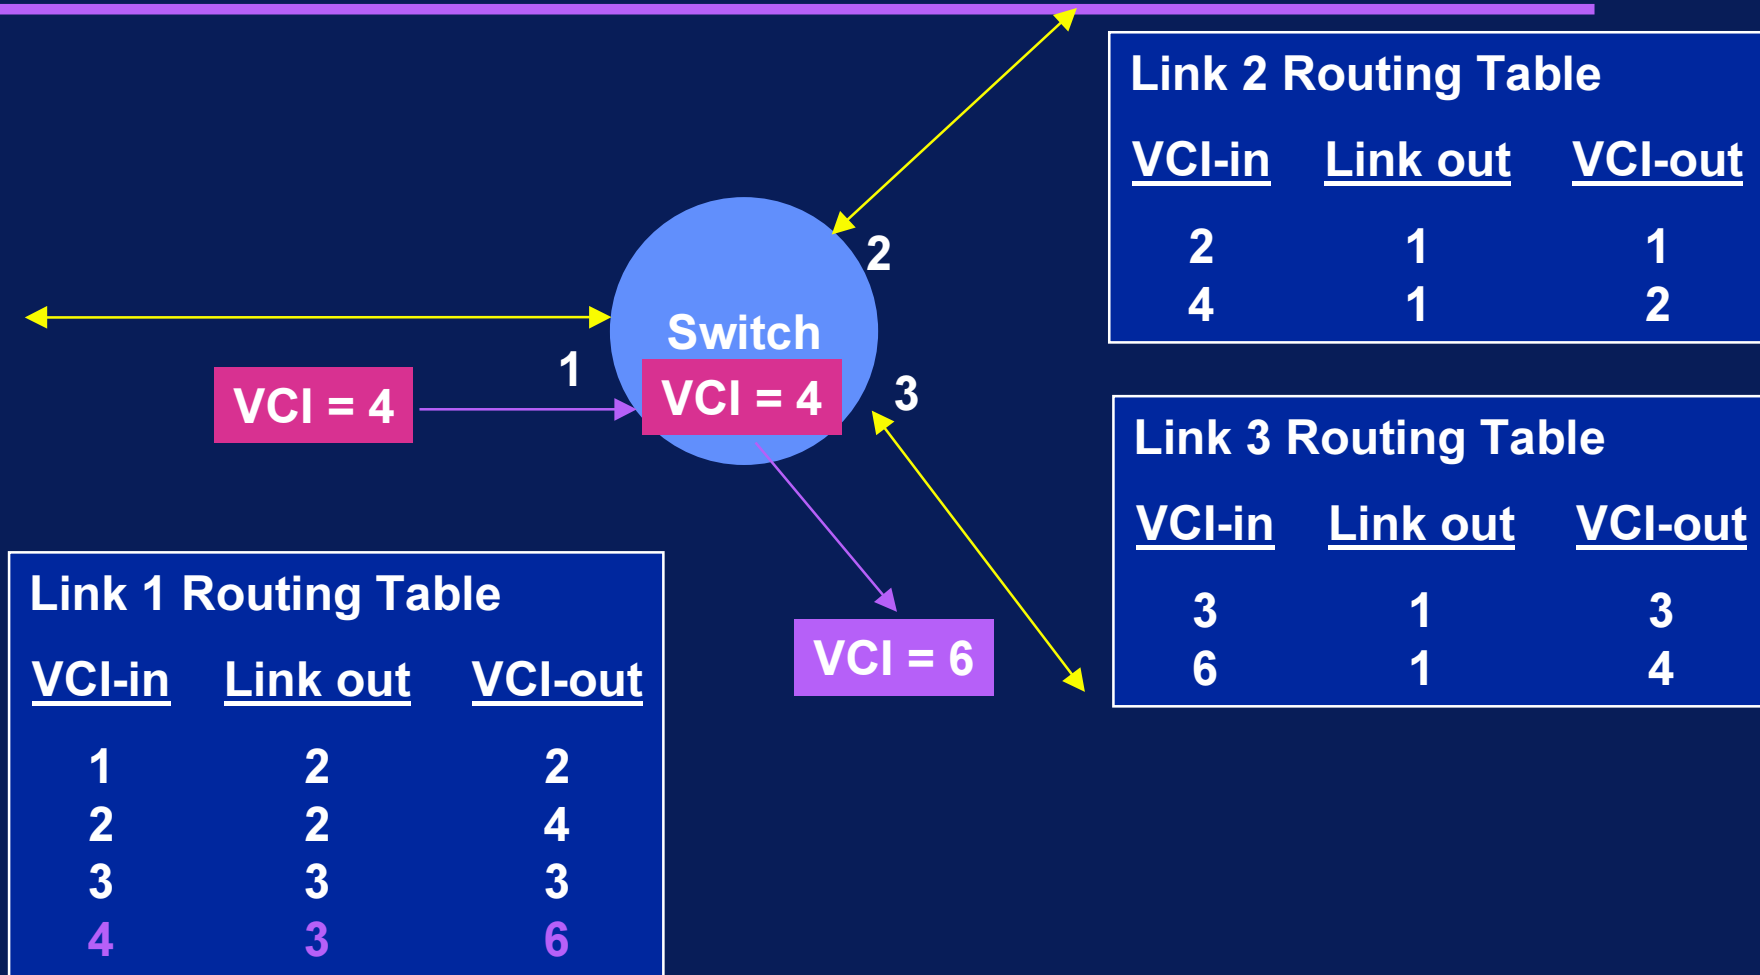 Link 2 Routing Table
VCI-in Link out VCI-out
2 1 1
4 1 2
2
Switch
1
VCI = 4
VCI = 4
3
Link 3 Routing Table
VCI-in Link out VCI-out
3 1 3
6 1 4
VCI = 6
Link 1 Routing Table
VCI-in Link out VCI-out
1 2 2
2 2 4
3 3 3
4 3 6